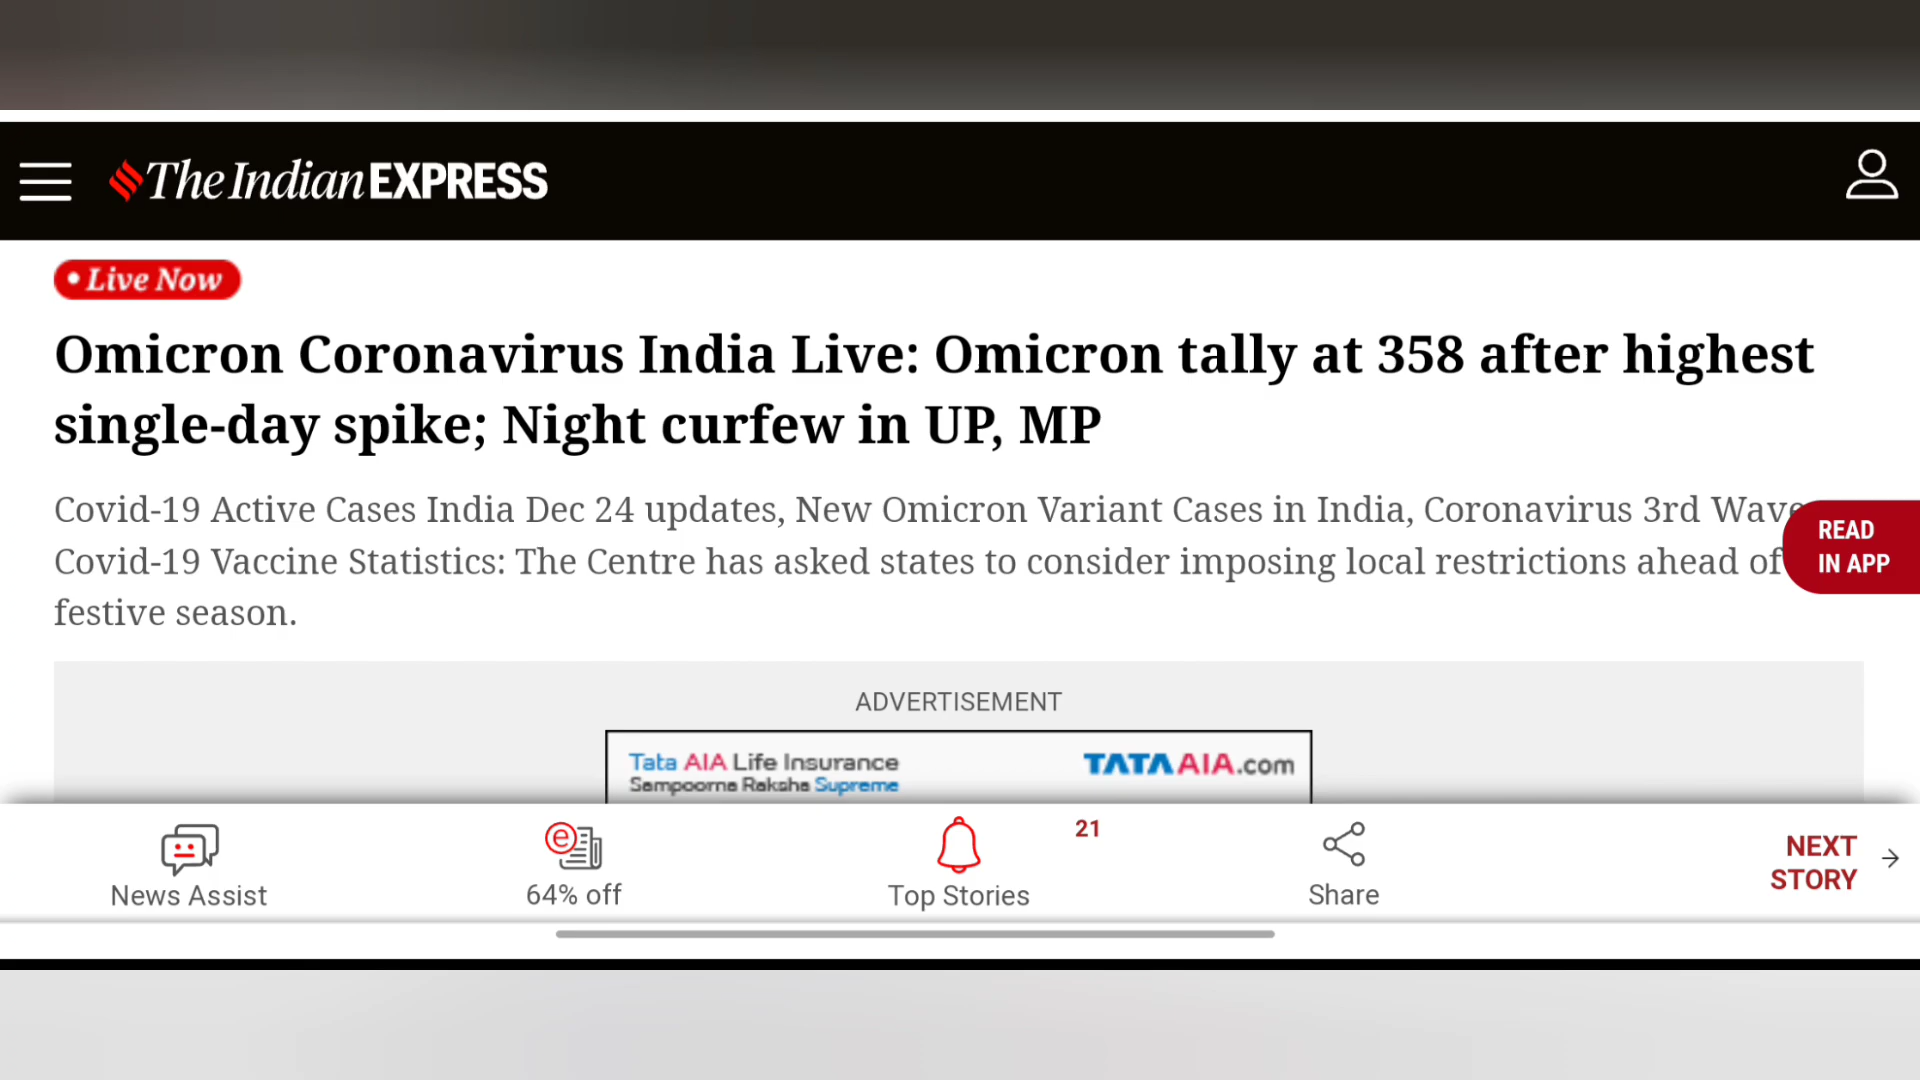 The Indian EXPRESS
• Live Now
Omicron Coronavirus India Live: Omicron tally at 358 after highest
single-day spike; Night curfew in UP, MP
Covid-19 Active Cases India Dec 24 updates, New Omicron Variant Cases in India, Coronavirus 3rd Wave
Covid-19 Vaccine Statistics: The Centre has asked states to consider imposing local restrictions ahead of
festive season.
READ
IN APP
ADVERTISEMENT
Tata AIA Life Insurance
Sampoorna Raksha Supreme
TATA AIA.com
News Assist
64% off
Top Stories
21
Share
NEXT
STORY